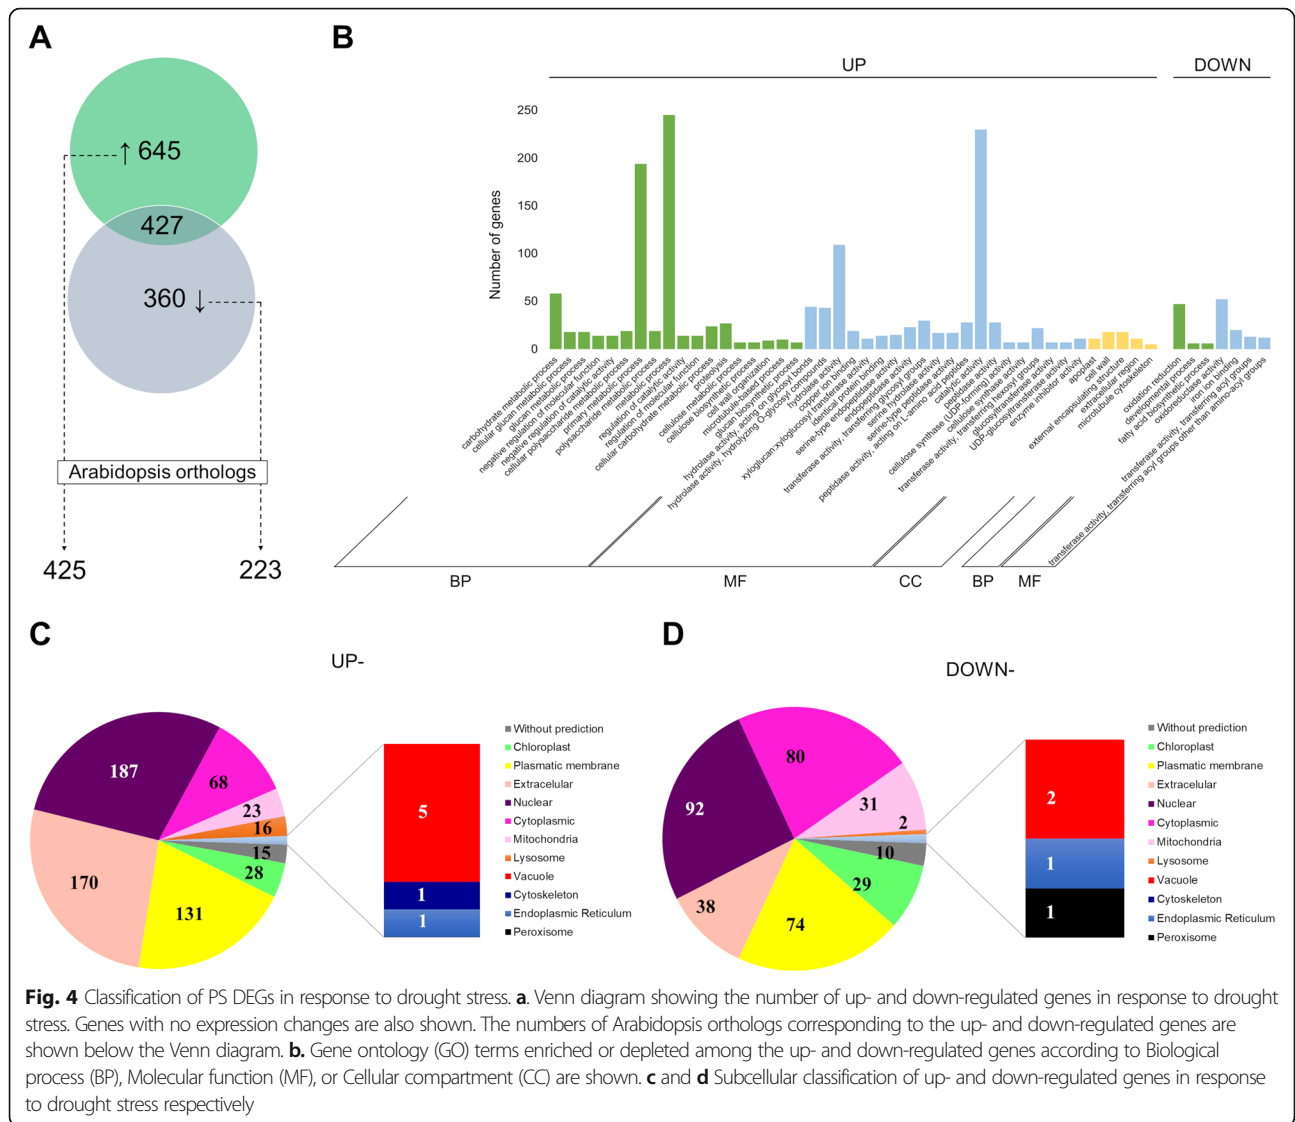 A
↑ 645
427
360 ↓
Arabidopsis orthologs
425
223
B
UP
DOWN
Number of genes
250
200
150
100
50
0
carbohydrate metabolic process
cellular glucan metabolic process
glucan metabolic process
negative regulation of molecular function
negative regulation of catalytic activity
cellular polysaccharide metabolic process
primary metabolic process
polysaccharide metabolic process
metabolic process
regulation of catalytic activity
regulation of molecular function
cellular carbohydrate metabolic process
proteolysis
cellulose metabolic process
cellulose biosynthetic process
cell wall organization
microtubule-based process
glucan biosynthetic process
hydrolase activity, acting on glycosyl bonds
hydrolase activity, hydrolyzing O-glycosyl compounds
hydrolase activity
copper ion binding
xyloglucan:xyloglucosyl transferase activity
identical protein binding
serine-type endopeptidase activity
endopeptidase activity
transferase activity, transferring glycosyl groups
serine hydrolase activity
serine-type peptidase activity
peptidase activity, acting on L-amino acid peptides
catalytic activity
peptidase activity
cellulose synthase (UDP-forming) activity
cellulose synthase activity
transferase activity, transferring hexosyl groups
glucosyltransferase activity
UDP-glucosyltransferase activity
enzyme inhibitor activity
apoplast
cell wall
external encapsulating structure
extracellular region
microtubule cytoskeleton
oxidation reduction
developmental process
fatty acid biosynthetic process
oxidoreductase activity
iron ion binding
transferase activity, transferring acyl groups
transferase activity, transferring acyl groups other than amino-acyl groups
BP
MF
CC
BP
MF
C
UP-
187
68
23
16
15
28
131
170
5
1
1
Without prediction
Chloroplast
Plasmatic membrane
Extracelular
Nuclear
Cytoplasmic
Mitochondria
Lysosome
Vacuole
Cytoskeleton
Endoplasmic Reticulum
Peroxisome
D
DOWN-
80
31
2
10
29
74
38
92
2
1
1
Without prediction
Chloroplast
Plasmatic membrane
Extracelular
Nuclear
Cytoplasmic
Mitochondria
Lysosome
Vacuole
Cytoskeleton
Endoplasmic Reticulum
Peroxisome
Fig. 4 Classification of PS DEGs in response to drought stress. a. Venn diagram showing the number of up- and down-regulated genes in response to drought
stress. Genes with no expression changes are also shown. The numbers of Arabidopsis orthologs corresponding to the up- and down-regulated genes are
shown below the Venn diagram. b. Gene ontology (GO) terms enriched or depleted among the up- and down-regulated genes according to Biological
process (BP), Molecular function (MF), or Cellular compartment (CC) are shown. c and d Subcellular classification of up- and down-regulated genes in response
to drought stress respectively